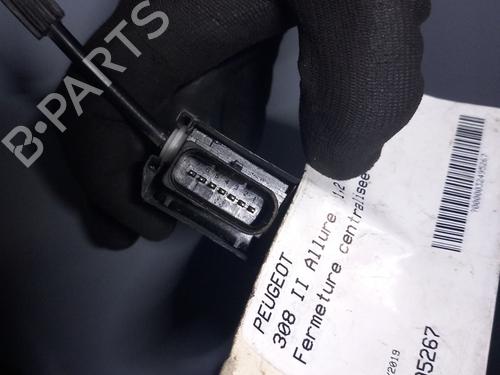 B-PARTS
PEUGEOT
308 II Allure 1.2
Fermeture centralisee
/2019
05267